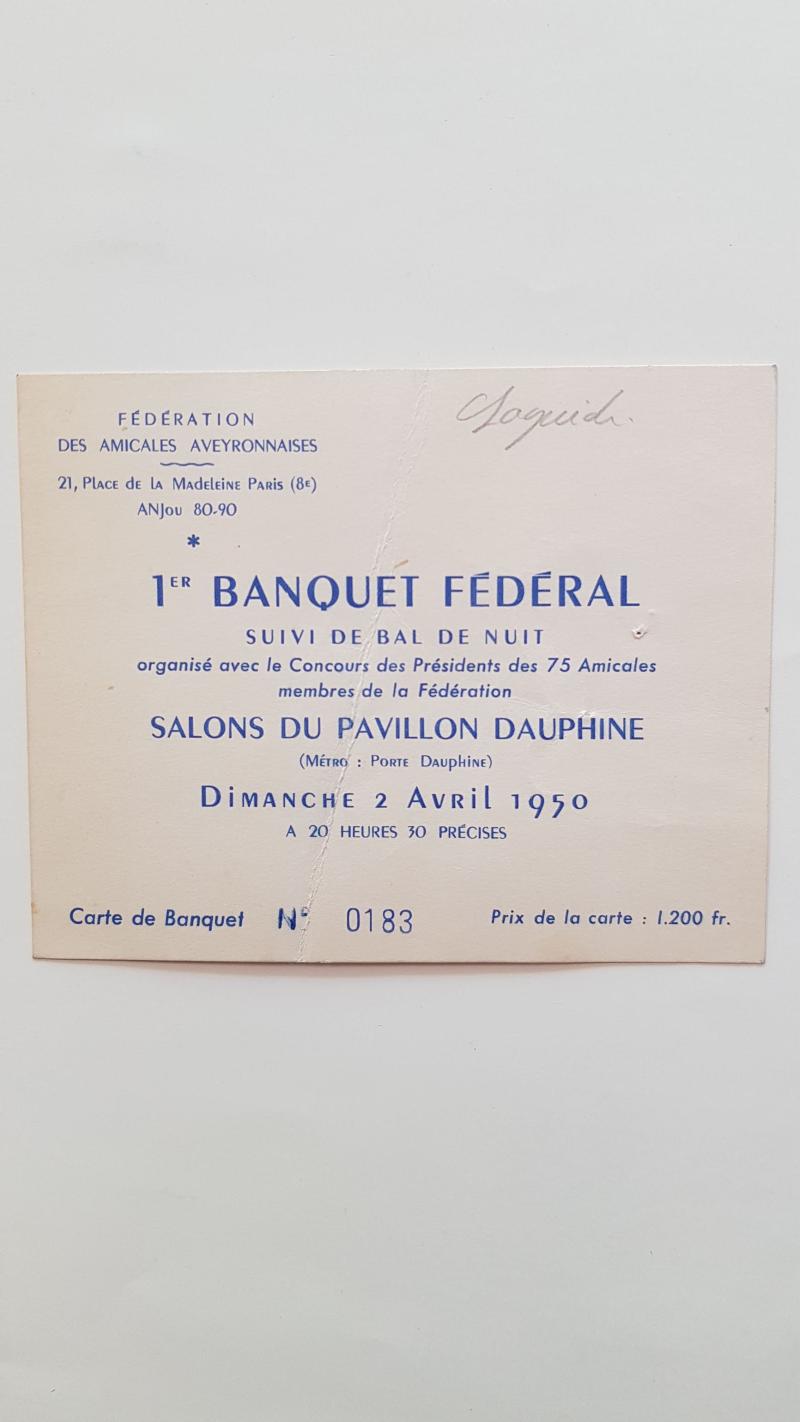 FÉDÉRATION
DES AMICALES AVEYRONNAISES
21, Place de la Madeleine Paris (8e)
ANJou 80-90
*
1ER BANQUET FÉDÉRAL
SUIVI DE BAL DE NUIT
organisé avec le Concours des Présidents des 75 Amicales
membres de la Fédération
SALONS DU PAVILLON DAUPHINE
(Métro : Porte Dauphine)
Dimanche 2 Avril 1950
A 20 HEURES 30 PRÉCISES
Carte de Banquet N° 0183 Prix de la carte : 1.200 fr.